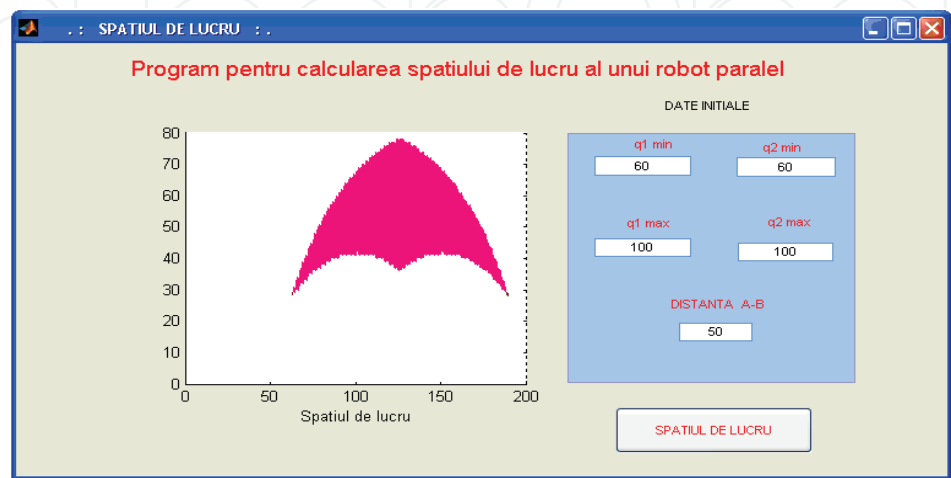 .: SPATIUL DE LUCRU :.
Program pentru calcularea spatiului de lucru al unui robot paralel
DATE INITIALE
80
70
60
50
40
30
20
10
0
0 50 100 150 200
Spatiul de lucru
q1 min q2 min
60 60
q1 max q2 max
100 100
DISTANTA A-B
50
SPATIUL DE LUCRU